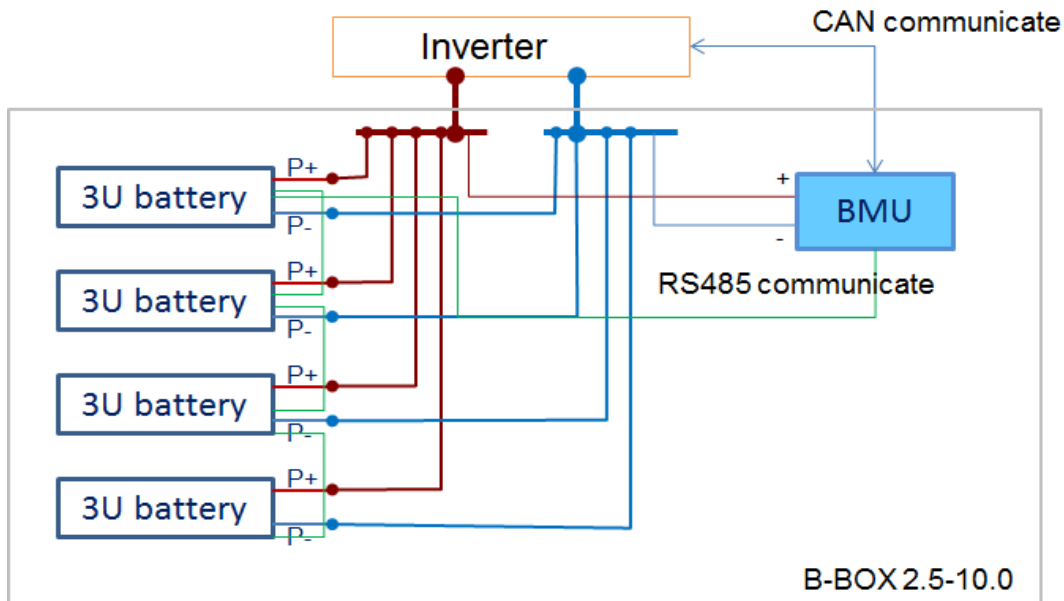 CAN communicate
Inverter
P+
3U battery
P-
+
BMU
-
P+
3U battery
P-
RS485 communicate
P+
3U battery
P-
P+
3U battery
P-
B-BOX 2.5-10.0